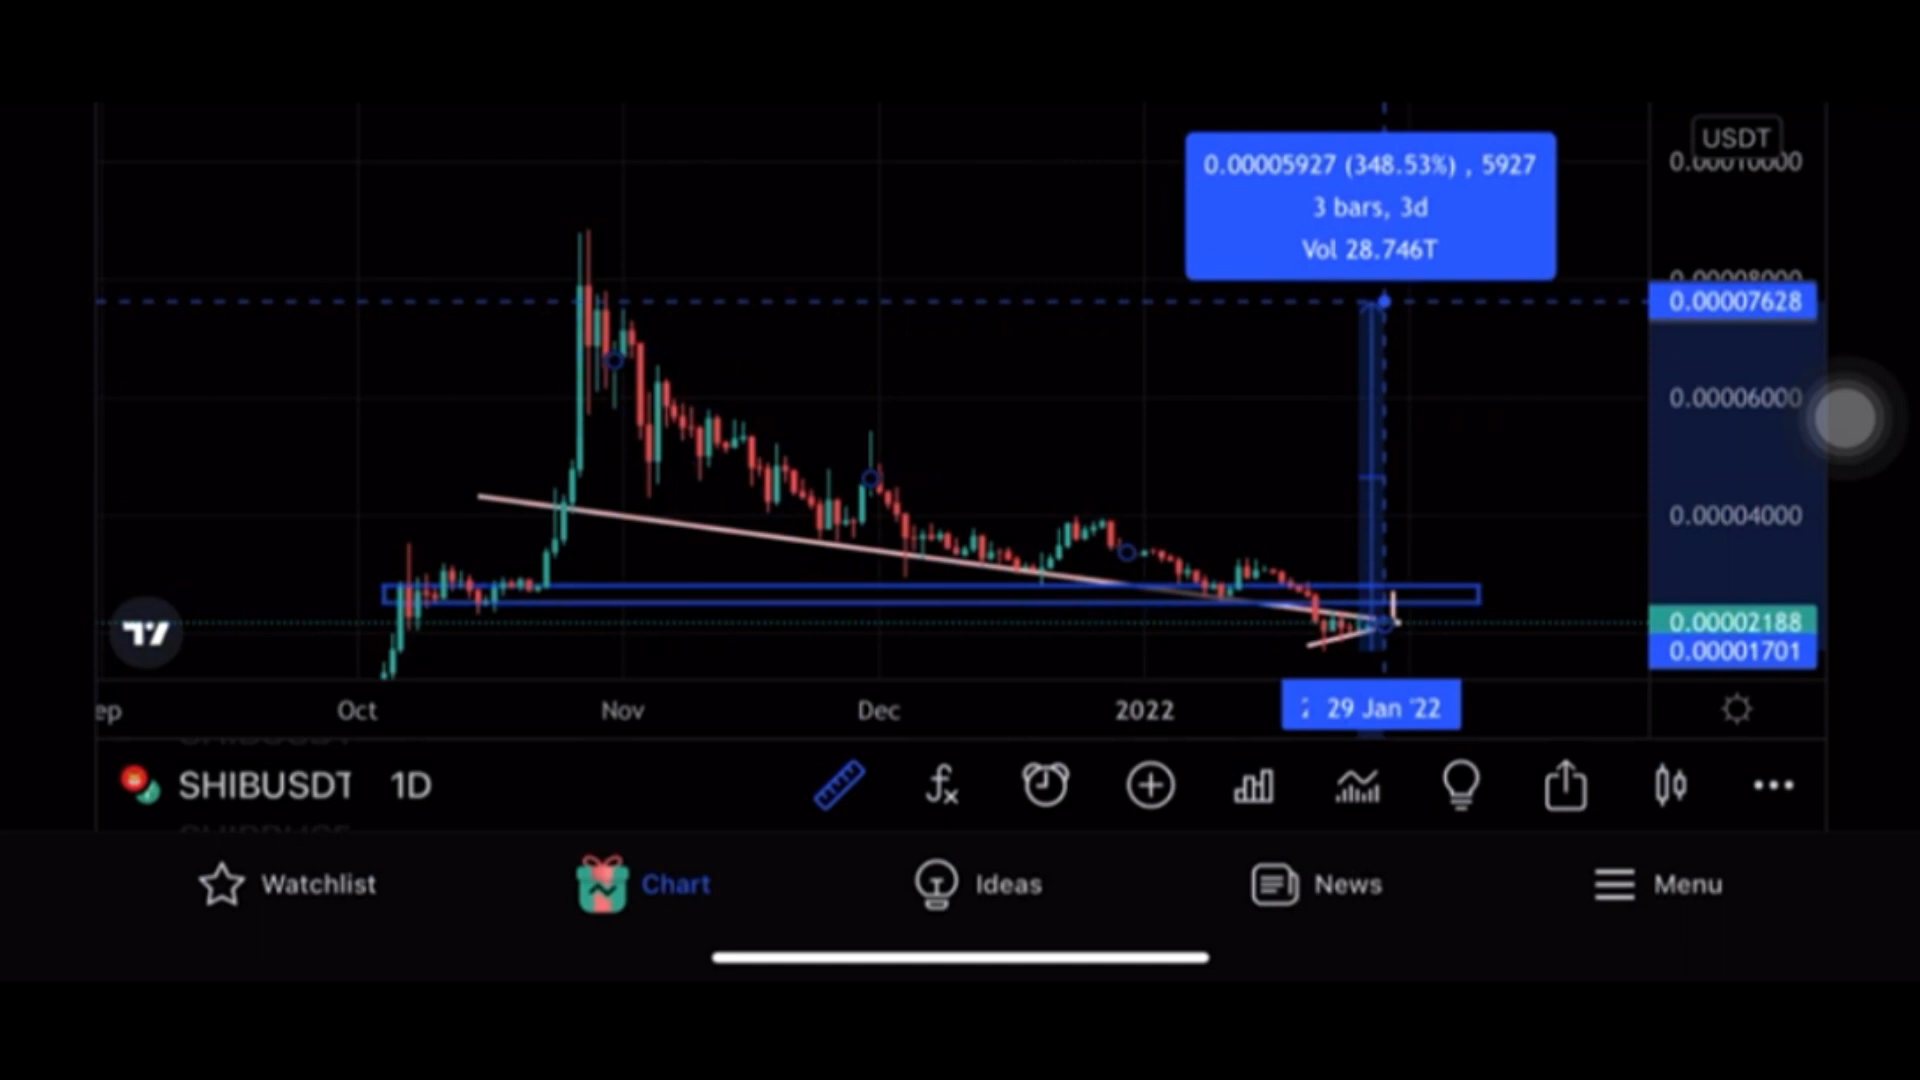 USDT
0.00010000
0.00005927 (348.53%) , 5927
3 bars, 3d
Vol 28.746T
0.00008000
0.00007628
0.00006000
0.00004000
0.00002188
0.00001701
ep Oct Nov Dec 2022 29 Jan '22
SHIBUSDT 1D
Watchlist Chart Ideas News Menu